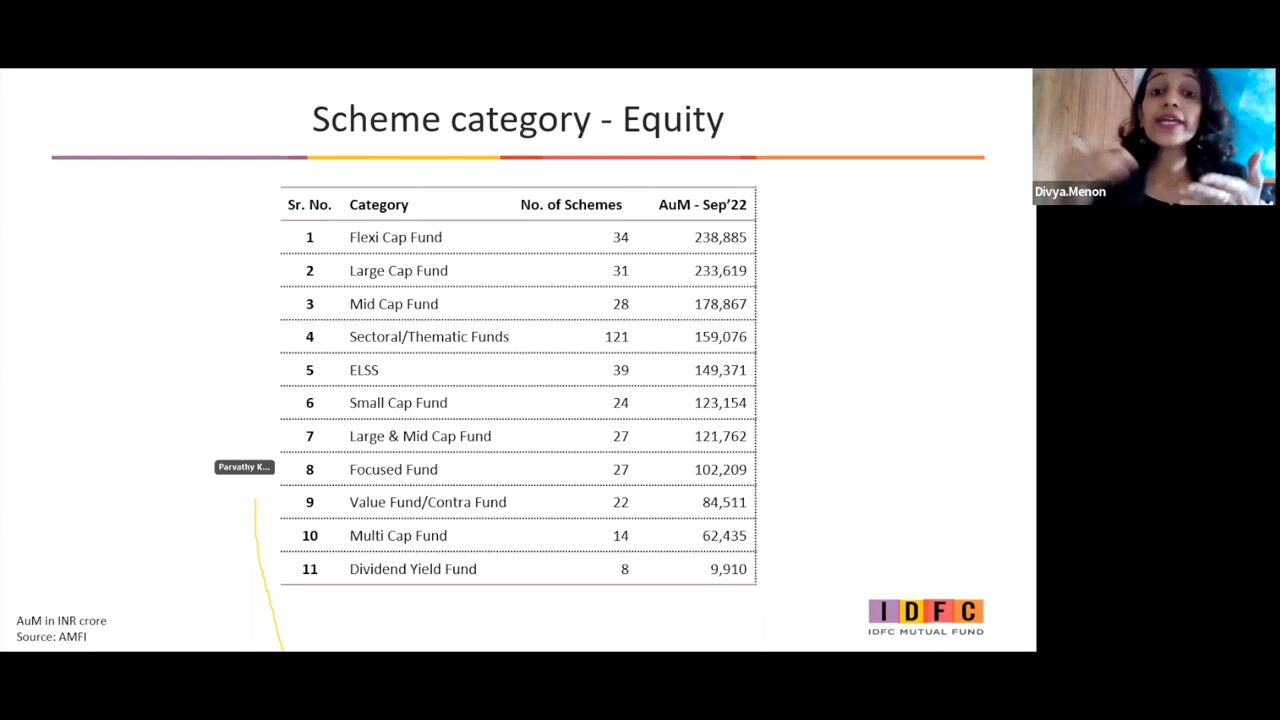 Scheme category - Equity
Divya.Menon
Sr. No. Category No. of Schemes AuM - Sep'22
1 Flexi Cap Fund 34 238,885
2 Large Cap Fund 31 233,619
3 Mid Cap Fund 28 178,867
4 Sectoral/Thematic Funds 121 159,076
5 ELSS 39 149,371
6 Small Cap Fund 24 123,154
7 Large & Mid Cap Fund 27 121,762
Parvathy K...
8 Focused Fund 27 102,209
9 Value Fund/Contra Fund 22 84,511
10 Multi Cap Fund 14 62,435
11 Dividend Yield Fund 8 9,910
AuM in INR crore
Source: AMFI
IDFC
IDFC MUTUAL FUND